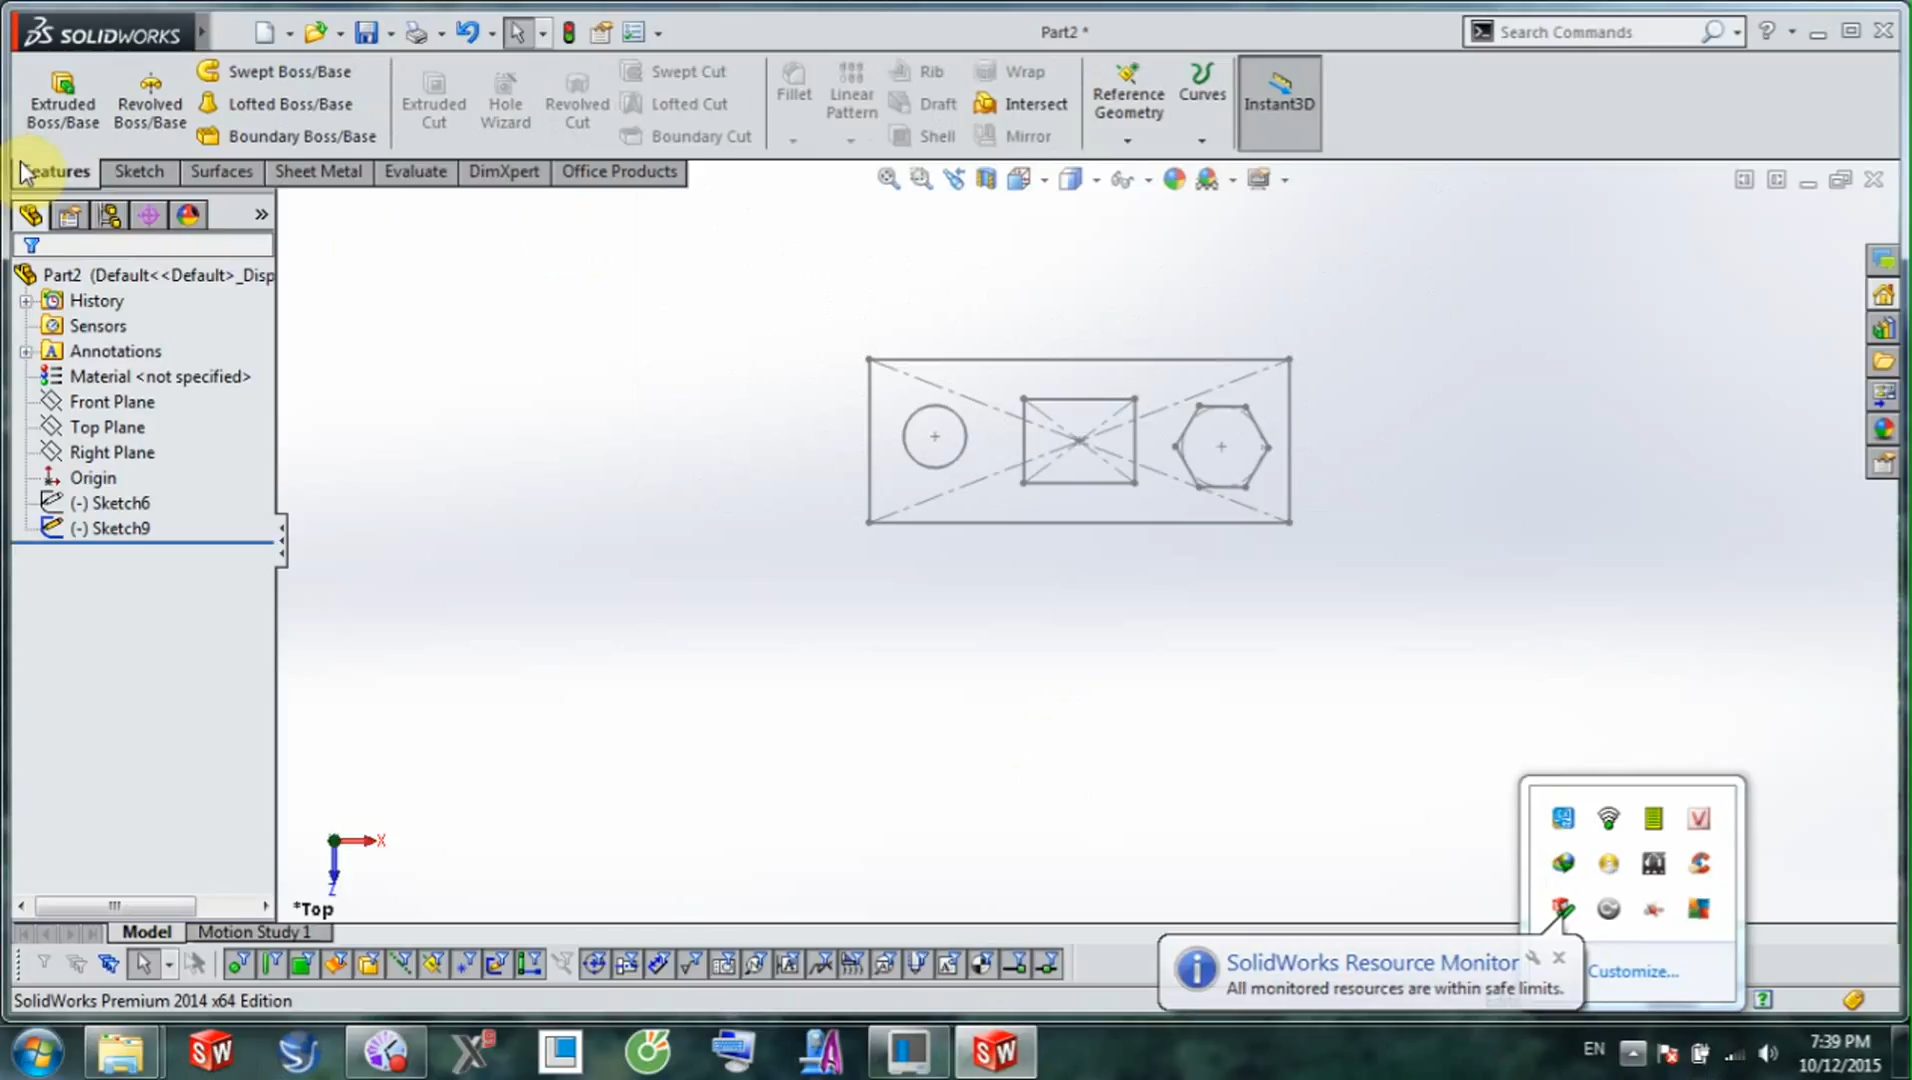 SOLIDWORKS
Part2 *
Search Commands
Extruded Boss/Base
Revolved Boss/Base
Swept Boss/Base
Lofted Boss/Base
Boundary Boss/Base
Extruded Cut
Hole Wizard
Revolved Cut
Swept Cut
Lofted Cut
Boundary Cut
Fillet
Linear Pattern
Rib
Draft
Shell
Wrap
Intersect
Mirror
Reference Geometry
Curves
Instant3D
eatures
Sketch
Surfaces
Sheet Metal
Evaluate
DimXpert
Office Products
Part2 (Default<<Default>_Disp
History
Sensors
Annotations
Material <not specified>
Front Plane
Top Plane
Right Plane
Origin
(-) Sketch6
(-) Sketch9
X
Z
*Top
Model
Motion Study 1
SolidWorks Resource Monitor
All monitored resources are within safe limits.
Customize...
SolidWorks Premium 2014 x64 Edition
EN
7:39 PM
10/12/2015